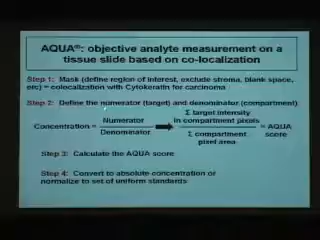 AQUA®: objective analyte measurement on a
tissue slide based on co-localization
Step 1: Mask (define region of interest, exclude stroma, blank space,
etc) = colocalization with Cytokeratin for carcinoma
Step 2: Define the numerator (target) and denominator (compartment)
Concentration = Numerator
Denominator
Σ target intensity
in compartment pixels
Σ compartment
pixel area
= AQUA
score
Step 3: Calculate the AQUA score
Step 4: Convert to absolute concentration or
normalize to set of uniform standards